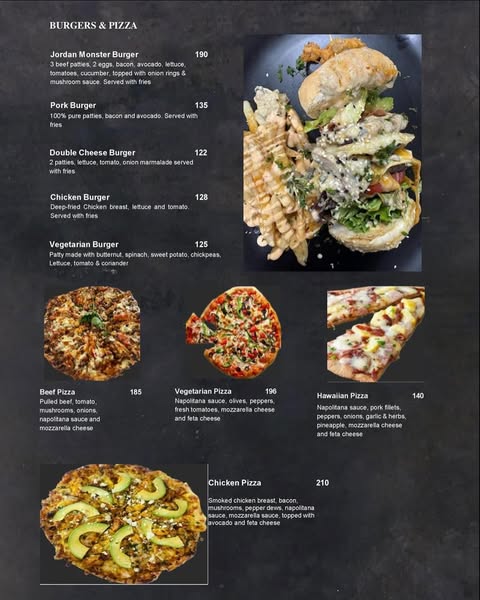 BURGERS & PIZZA
Jordan Monster Burger 190
3 beef patties, 2 eggs, bacon, avocado. lettuce,
tomatoes, cucumber, topped with onion rings &
mushroom sauce. Served with fries
Pork Burger 135
100% pure patties, bacon and avocado. Served with
fries
Double Cheese Burger 122
2 patties, lettuce, tomato, onion marmalade served
with fries
Chicken Burger 128
Deep-fried Chicken breast, lettuce and tomato.
Served with fries
Vegetarian Burger 125
Patty made with butternut, spinach, sweet potato, chickpeas,
Lettuce, tomato & coriander
Beef Pizza 185
Pulled beef, tomato,
mushrooms, onions,
napolitana sauce and
mozzarella cheese
Vegetarian Pizza 196
Napolitana sauce, olives, peppers,
fresh tomatoes, mozzarella cheese
and feta cheese
Hawaiian Pizza 140
Napolitana sauce, pork fillets,
peppers, onions, garlic & herbs,
pineapple, mozzarella cheese
and feta cheese
Chicken Pizza 210
Smoked chicken breast, bacon,
mushrooms, pepper dews, napolitana
sauce, mozzarella sauce, topped with
avocado and feta cheese